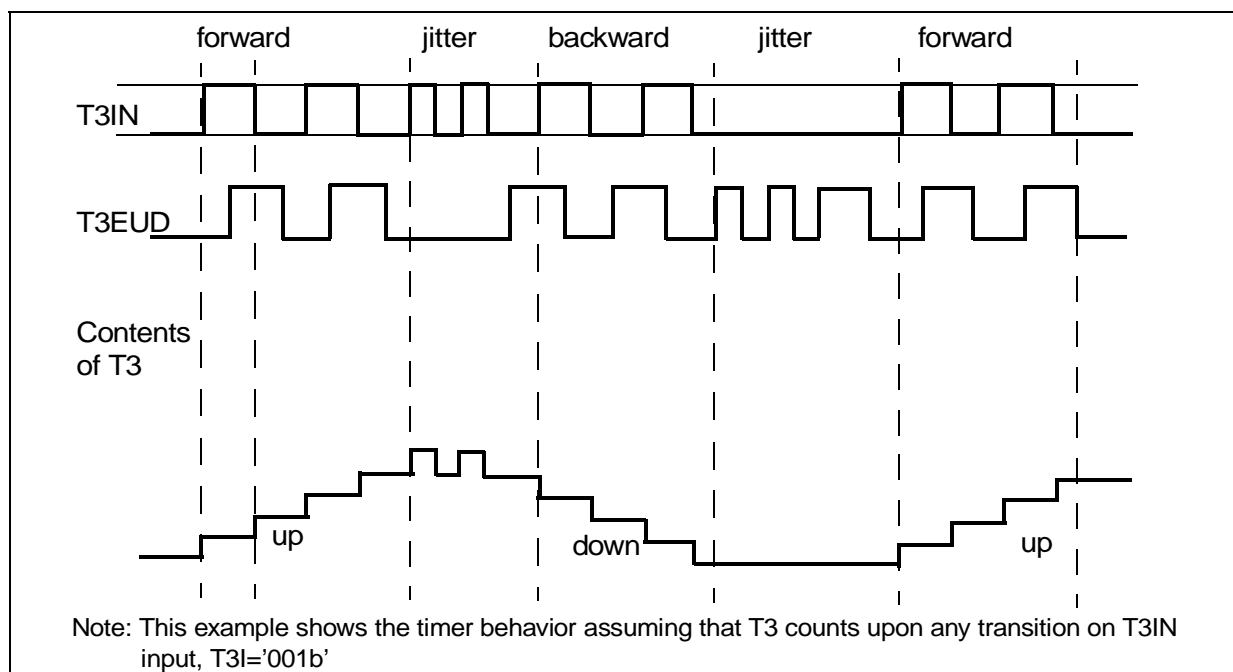 forward jitter backward jitter forward
T3IN
T3EUD
Contents
of T3
up down up
Note: This example shows the timer behavior assuming that T3 counts upon any transition on T3IN
input, T3I='001b'